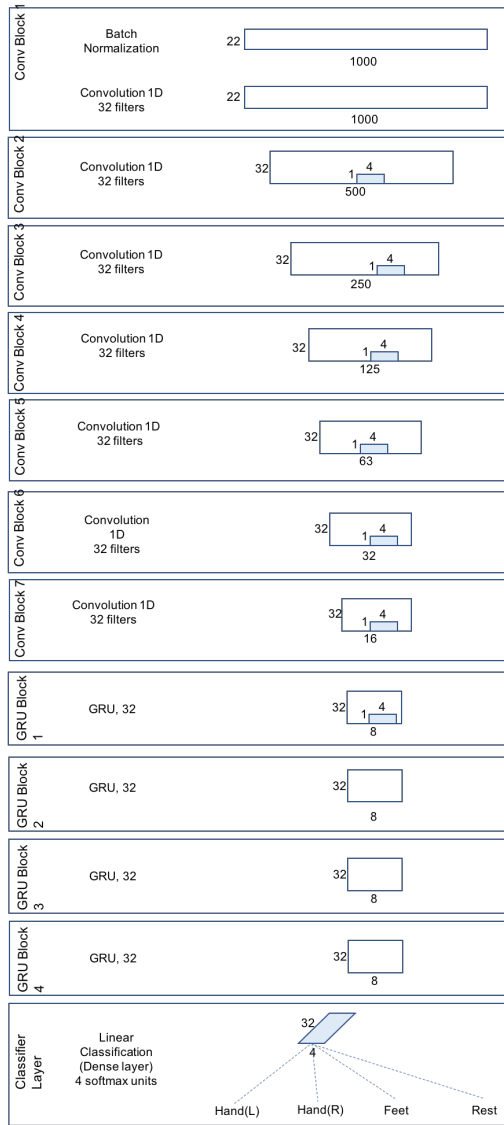 Conv Block 1
Batch
Normalization
22
1000
Convolution 1D
32 filters
22
1000
Conv Block 2
Convolution 1D
32 filters
32
1
4
500
Conv Block 3
Convolution 1D
32 filters
32
1
4
250
Conv Block 4
Convolution 1D
32 filters
32
1
4
125
Conv Block 5
Convolution 1D
32 filters
32
1
4
63
Conv Block 6
Convolution
1D
32 filters
32
1
4
32
Conv Block 7
Convolution 1D
32 filters
32
1
4
16
GRU Block
1
GRU, 32
32
1
4
8
GRU Block
2
GRU, 32
32
8
GRU Block
3
GRU, 32
32
8
GRU Block
4
GRU, 32
32
8
Classifier
Layer
Linear
Classification
(Dense layer)
4 softmax units
32
4
Hand(L)
Hand(R)
Feet
Rest